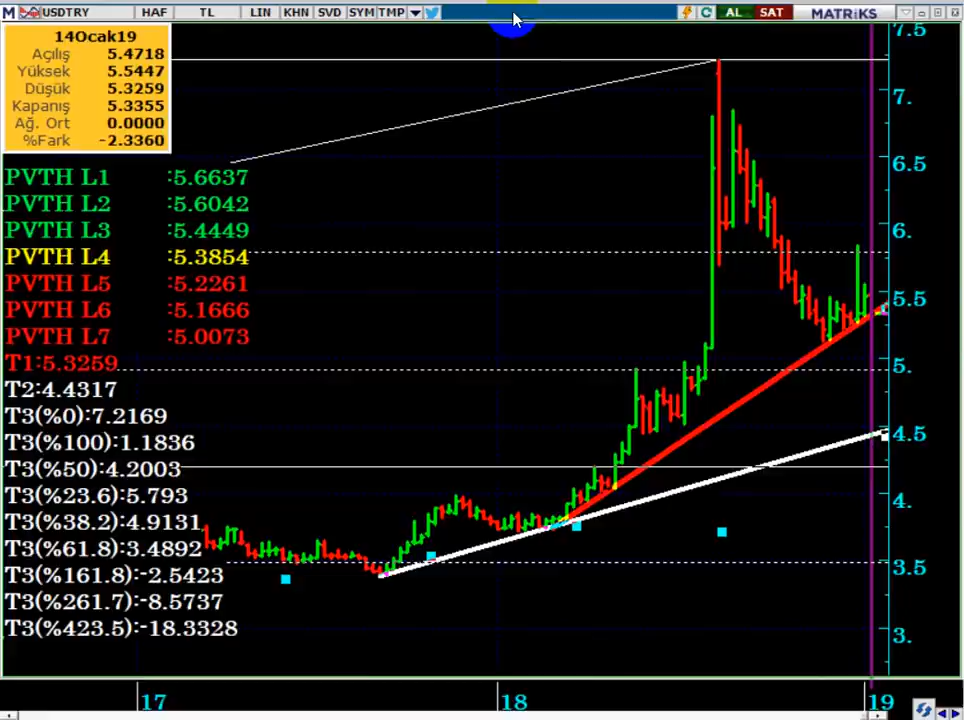 M USDTRY HAF TL LIN KHN SVD SYM TMP AL SAT MATRiKS
14Ocak19
Açılış 5.4718
Yüksek 5.5447
Düşük 5.3259
Kapanış 5.3355
Ağ. Ort 0.0000
%Fark -2.3360
PVTH L1 :5.6637
PVTH L2 :5.6042
PVTH L3 :5.4449
PVTH L4 :5.3854
PVTH L5 :5.2261
PVTH L6 :5.1666
PVTH L7 :5.0073
T1:5.3259
T2:4.4317
T3(%0):7.2169
T3(%100):1.1836
T3(%50):4.2003
T3(%23.6):5.793
T3(%38.2):4.9131
T3(%61.8):3.4892
T3(%161.8):-2.5423
T3(%261.7):-8.5737
T3(%423.5):-18.3328
7.5
7.
6.5
6.
5.5
5.
4.5
4.
3.5
3.
17 18 19